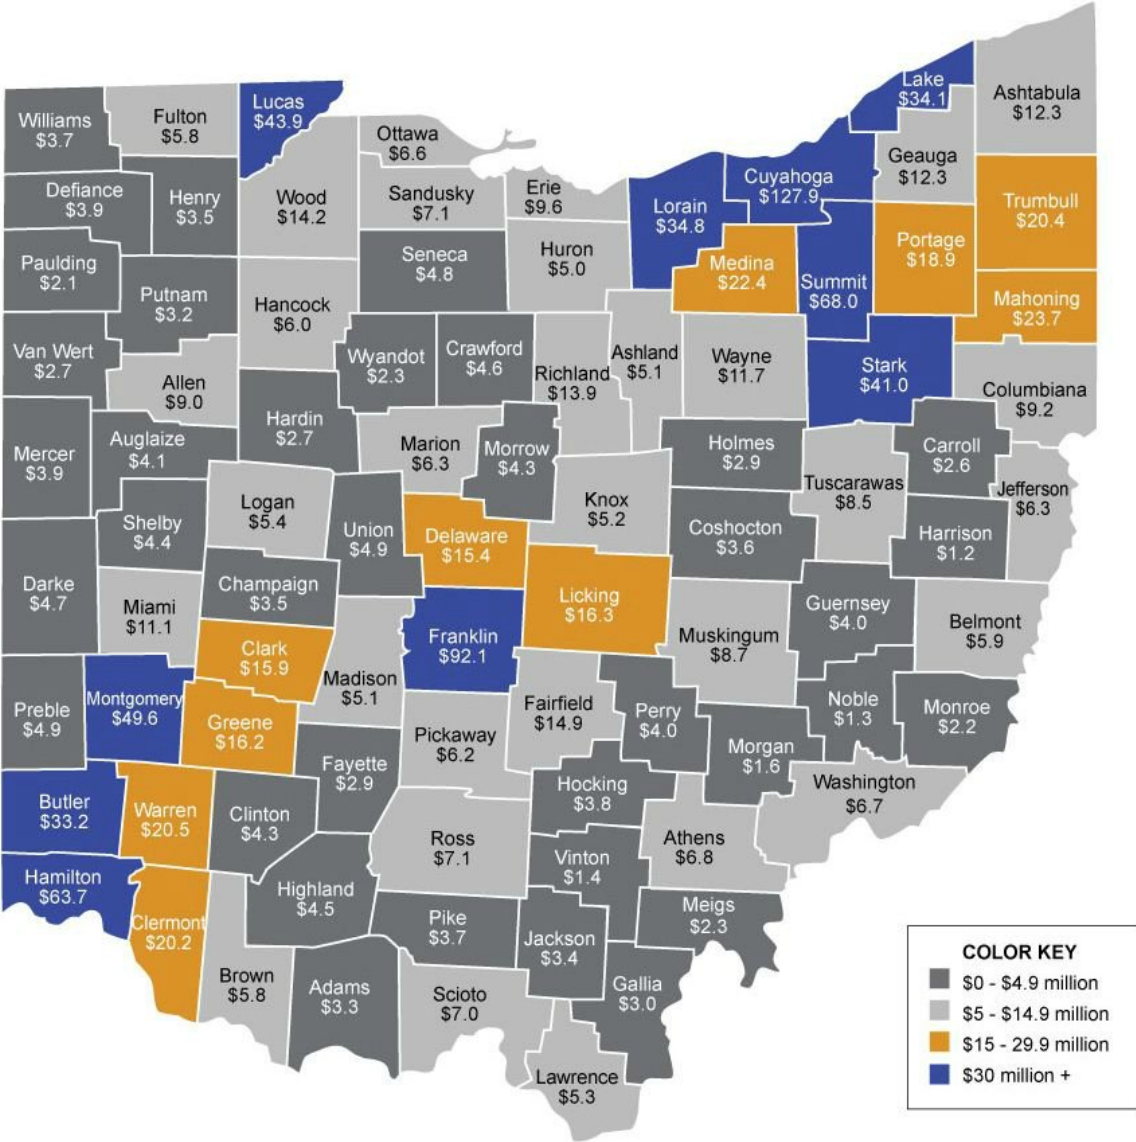 Williams
$3.7
Fulton
$5.8
Lucas
$43.9
Ottawa
$6.6
Lake
$34.1
Ashtabula
$12.3
Defiance
$3.9
Henry
$3.5
Wood
$14.2
Sandusky
$7.1
Erie
$9.6
Lorain
$34.8
Cuyahoga
$127.9
Geauga
$12.3
Trumbull
$20.4
Paulding
$2.1
Putnam
$3.2
Hancock
$6.0
Seneca
$4.8
Huron
$5.0
Medina
$22.4
Summit
$68.0
Portage
$18.9
Mahoning
$23.7
Van Wert
$2.7
Allen
$9.0
Wyandot
$2.3
Crawford
$4.6
Richland
$13.9
Ashland
$5.1
Wayne
$11.7
Stark
$41.0
Columbiana
$9.2
Mercer
$3.9
Auglaize
$4.1
Hardin
$2.7
Marion
$6.3
Morrow
$4.3
Holmes
$2.9
Tuscarawas
$8.5
Carroll
$2.6
Jefferson
$6.3
Shelby
$4.4
Logan
$5.4
Union
$4.9
Delaware
$15.4
Knox
$5.2
Coshocton
$3.6
Harrison
$1.2
Darke
$4.7
Miami
$11.1
Champaign
$3.5
Franklin
$92.1
Licking
$16.3
Muskingum
$8.7
Guernsey
$4.0
Belmont
$5.9
Clark
$15.9
Madison
$5.1
Preble
$4.9
Montgomery
$49.6
Greene
$16.2
Pickaway
$6.2
Fairfield
$14.9
Perry
$4.0
Morgan
$1.6
Noble
$1.3
Monroe
$2.2
Fayette
$2.9
Hocking
$3.8
Washington
$6.7
Butler
$33.2
Warren
$20.5
Clinton
$4.3
Ross
$7.1
Vinton
$1.4
Athens
$6.8
Hamilton
$63.7
Clermont
$20.2
Highland
$4.5
Pike
$3.7
Jackson
$3.4
Meigs
$2.3
Brown
$5.8
Adams
$3.3
Scioto
$7.0
Gallia
$3.0
Lawrence
$5.3
COLOR KEY
$0 - $4.9 million
$5 - $14.9 million
$15 - 29.9 million
$30 million +